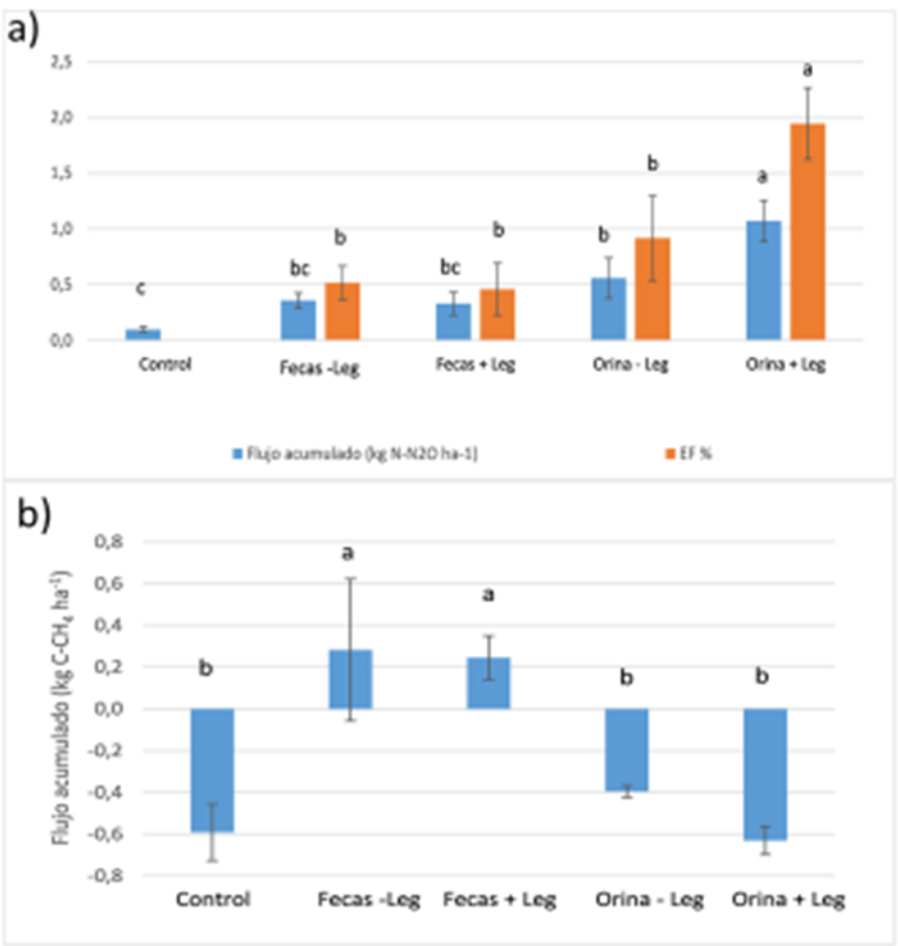 a)
2,5
2,0
1,5
1,0
0,5
0,0
c
bc
b
bc
b
b
b
a
a
Control
Fecas -Leg
Fecas + Leg
Orina - Leg
Orina + Leg
Flujo acumulado (kg N-N2O ha-1)
EF %
b)
Flujo acumulado (kg C-CH4 ha-1)
0,8
0,6
0,4
0,2
0,0
-0,2
-0,4
-0,6
-0,8
b
a
a
b
b
Control
Fecas -Leg
Fecas + Leg
Orina - Leg
Orina + Leg